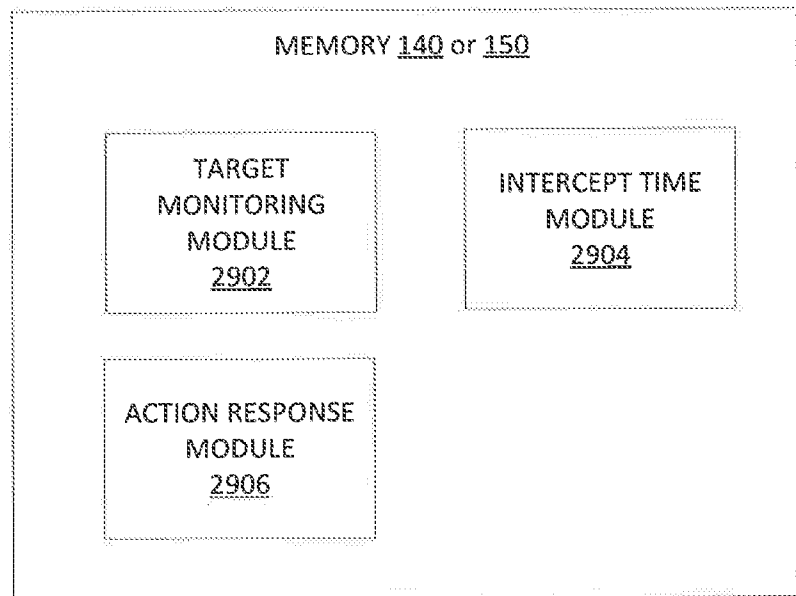 MEMORY 140 or 150
TARGET
MONITORING
MODULE
2902
INTERCEPT TIME
MODULE
2904
ACTION RESPONSE
MODULE
2906